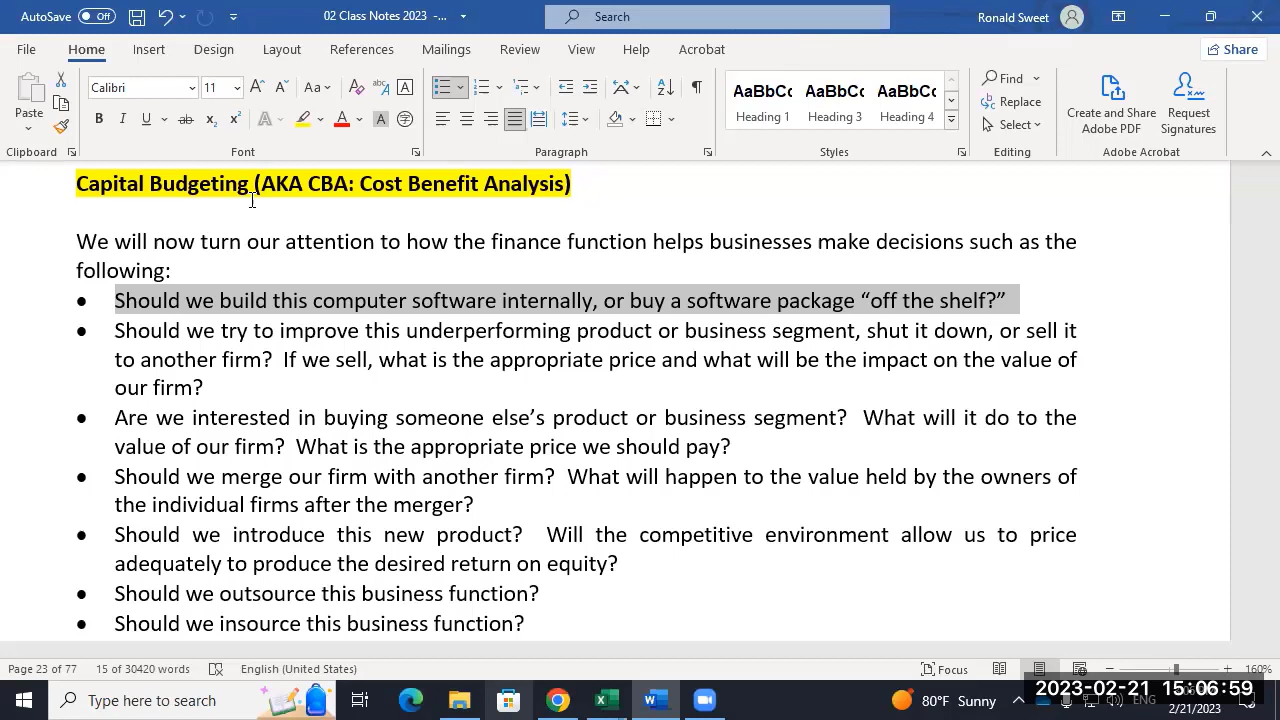 AutoSave Off 02 Class Notes 2023 -... Search Ronald Sweet
File Home Insert Design Layout References Mailings Review View Help Acrobat Share
Calibri 11 Aa AaBbCc AaBbCc AaBbCc Find
Paste Heading 1 Heading 3 Heading 4 Replace Create and Share Adobe PDF Request Signatures
B I U ab x₂ x² A A A Select
Clipboard Font Paragraph Styles Editing Adobe Acrobat
Capital Budgeting (AKA CBA: Cost Benefit Analysis)
We will now turn our attention to how the finance function helps businesses make decisions such as the
following:
• Should we build this computer software internally, or buy a software package “off the shelf?”
• Should we try to improve this underperforming product or business segment, shut it down, or sell it
to another firm? If we sell, what is the appropriate price and what will be the impact on the value of
our firm?
• Are we interested in buying someone else’s product or business segment? What will it do to the
value of our firm? What is the appropriate price we should pay?
• Should we merge our firm with another firm? What will happen to the value held by the owners of
the individual firms after the merger?
• Should we introduce this new product? Will the competitive environment allow us to price
adequately to produce the desired return on equity?
• Should we outsource this business function?
• Should we insource this business function?
Page 23 of 77 15 of 30420 words English (United States) Focus 160%
Type here to search 80°F Sunny ENG
2023-02-21 15:06:59
2/21/2023